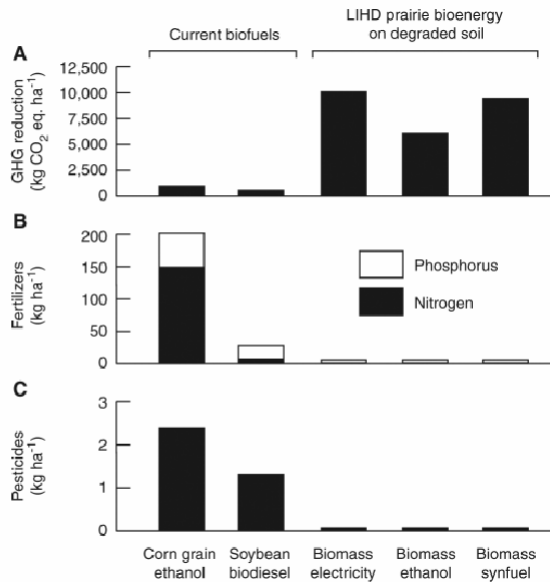 Current biofuels
LIHD prairie bioenergy
on degraded soil
A
GHG reduction
(kg CO₂ eq. ha⁻¹)
12,500
10,000
7,500
5,000
2,500
0
B
Fertilizers
(kg ha⁻¹)
200
150
100
50
0
Phosphorus
Nitrogen
C
Pesticides
(kg ha⁻¹)
3
2
1
0
Corn grain
ethanol
Soybean
biodiesel
Biomass
electricity
Biomass
ethanol
Biomass
synfuel